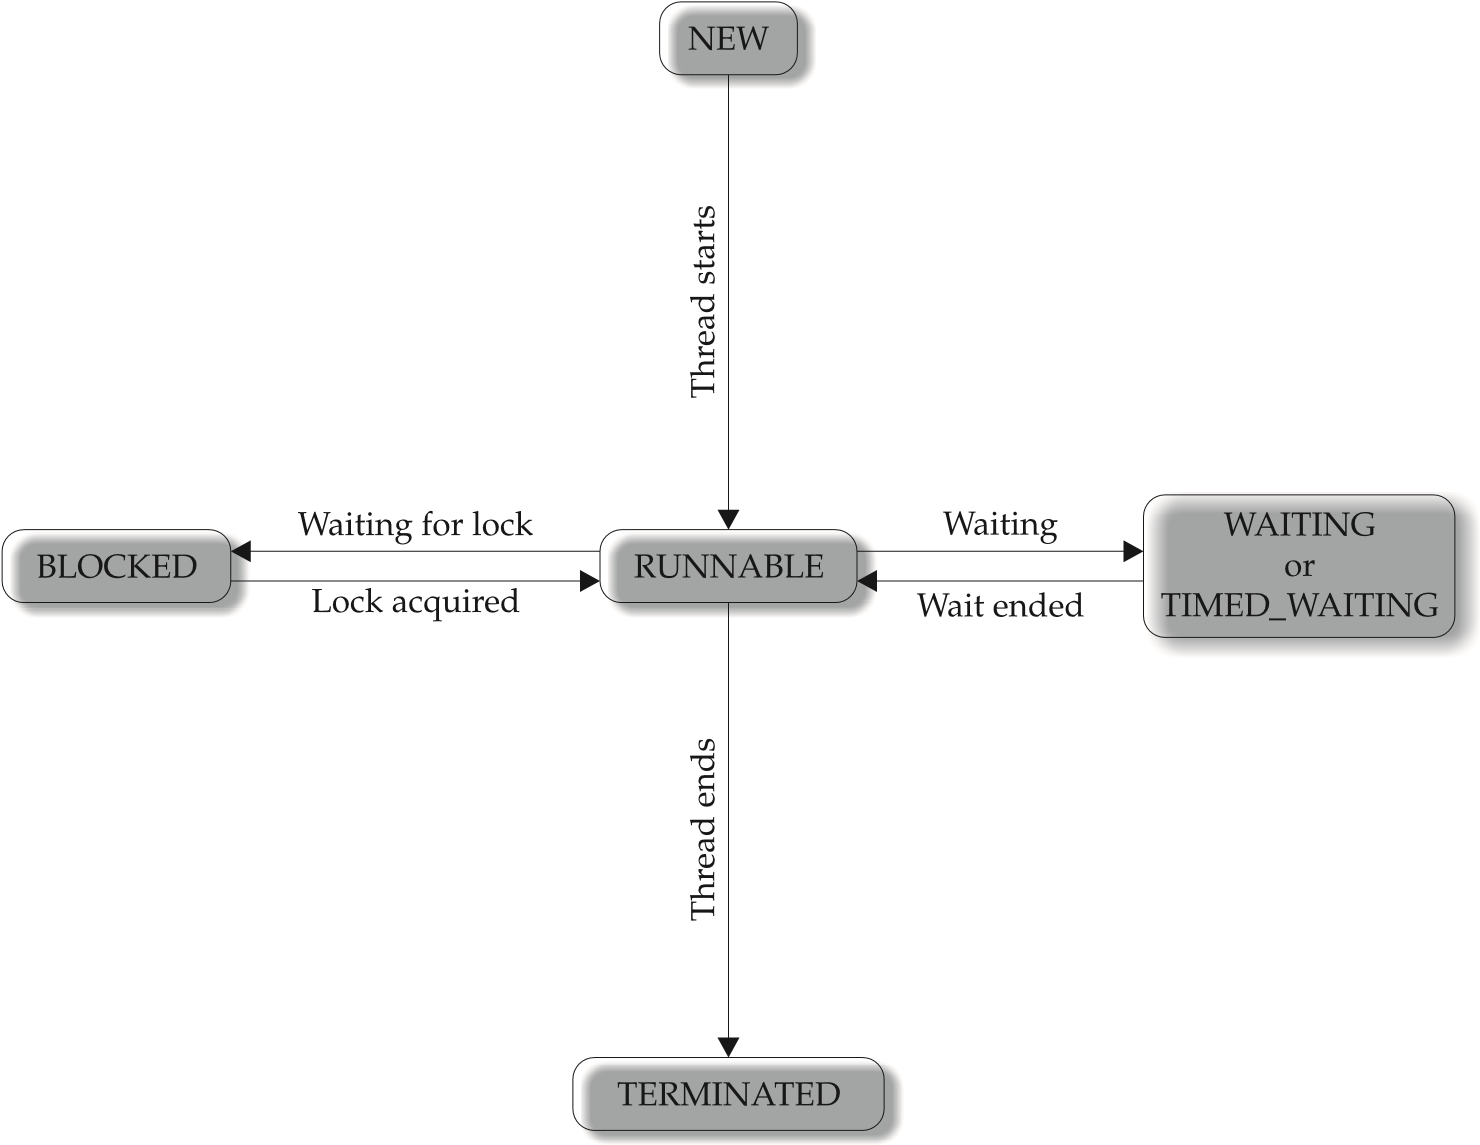 NEW
Thread starts
Waiting for lock
Waiting
BLOCKED
RUNNABLE
WAITING
or
TIMED_WAITING
Lock acquired
Wait ended
Thread ends
TERMINATED